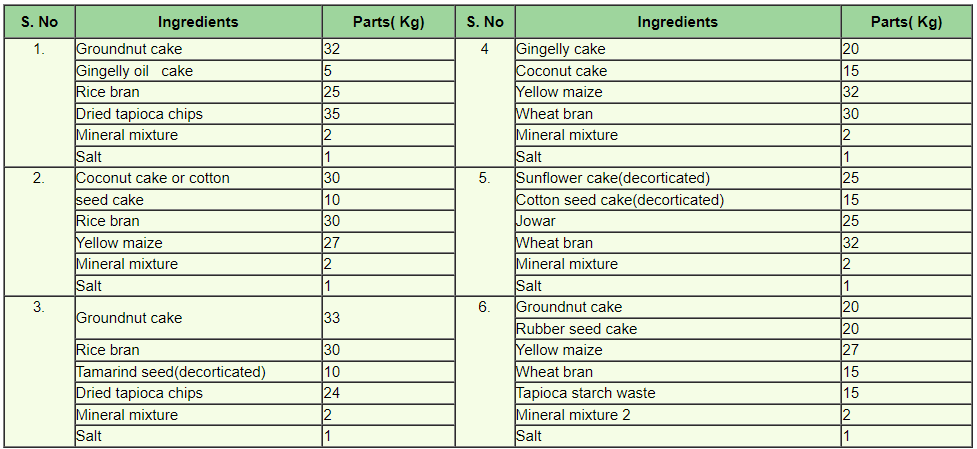 S. No Ingredients Parts( Kg) S. No Ingredients Parts( Kg)
1. Groundnut cake 32 4 Gingelly cake 20
Gingelly oil cake 5 Coconut cake 15
Rice bran 25 Yellow maize 32
Dried tapioca chips 35 Wheat bran 30
Mineral mixture 2 Mineral mixture 2
Salt 1 Salt 1
2. Coconut cake or cotton 30 5. Sunflower cake(decorticated) 25
seed cake 10 Cotton seed cake(decorticated) 15
Rice bran 30 Jowar 25
Yellow maize 27 Wheat bran 32
Mineral mixture 2 Mineral mixture 2
Salt 1 Salt 1
3. Groundnut cake 33 6. Groundnut cake 20
Rubber seed cake 20
Rice bran 30 Yellow maize 27
Tamarind seed(decorticated) 10 Wheat bran 15
Dried tapioca chips 24 Tapioca starch waste 15
Mineral mixture 2 Mineral mixture 2 2
Salt 1 Salt 1